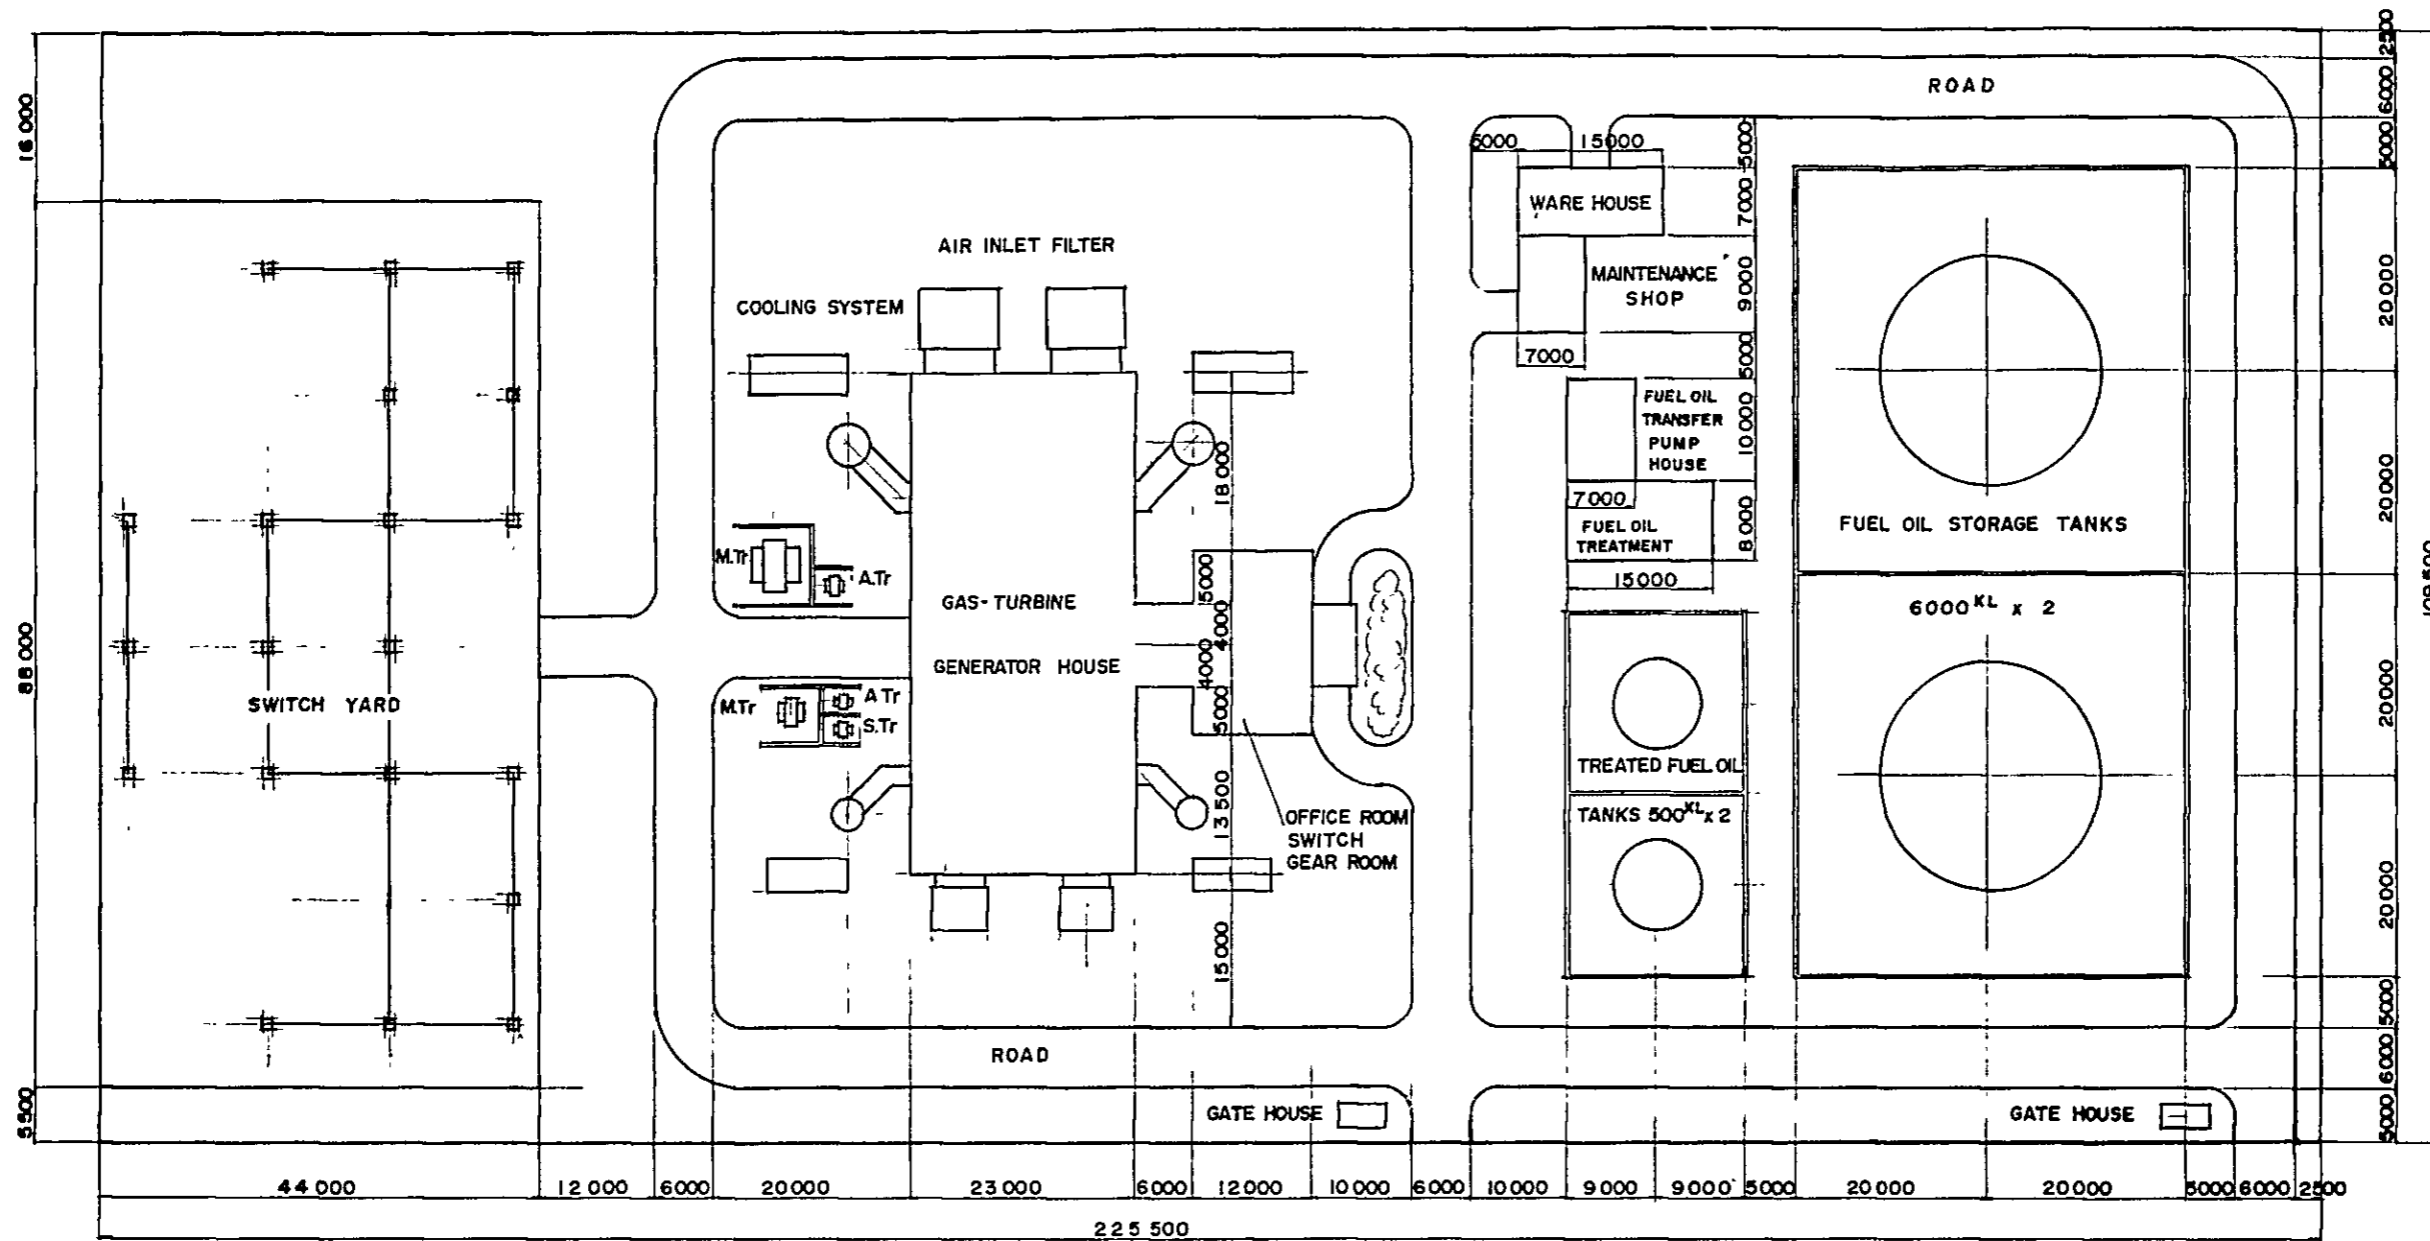 2500
6000
5000
20000
20000
20000
20000
5000
6000
5000
109500
16000
88000
5500
ROAD
5000
15000
5000
WARE HOUSE
7000
MAINTENANCE
SHOP
9000
7000
5000
FUEL OIL
TRANSFER
PUMP
HOUSE
10000
7000
FUEL OIL
TREATMENT
8000
15000
FUEL OIL STORAGE TANKS
6000KL x 2
TREATED FUEL OIL
TANKS 500KL x 2
AIR INLET FILTER
COOLING SYSTEM
18000
M.Tr
A.Tr
GAS-TURBINE
GENERATOR HOUSE
5000
4000
4000
5000
M.Tr
A.Tr
S.Tr
SWITCH YARD
13500
OFFICE ROOM
SWITCH
GEAR ROOM
15000
ROAD
GATE HOUSE
GATE HOUSE
44000 12000 6000 20000 23000 6000 12000 10000 6000 10000 9000 9000 5000 20000 20000 5000 6000 2500
225500